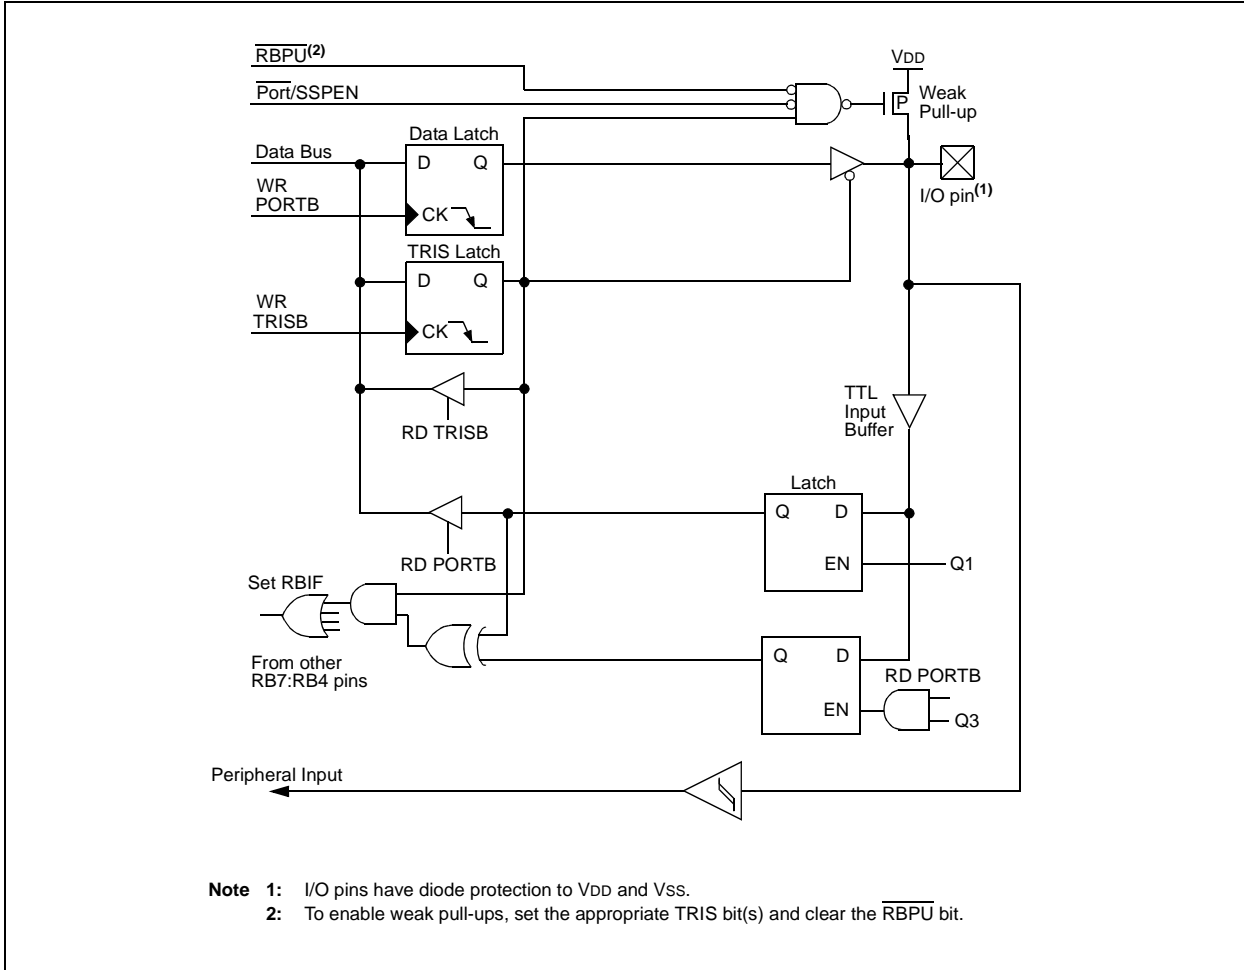 RBPU(2)
Port/SSPEN
VDD
Weak
Pull-up
P
Data Latch
Data Bus
D Q
WR
PORTB
CK
I/O pin(1)
TRIS Latch
D Q
WR
TRISB
CK
TTL
Input
Buffer
RD TRISB
Latch
Q D
EN
Q1
RD PORTB
Set RBIF
From other
RB7:RB4 pins
Q D
RD PORTB
EN
Q3
Peripheral Input
Note 1: I/O pins have diode protection to VDD and VSS.
2: To enable weak pull-ups, set the appropriate TRIS bit(s) and clear the RBPU bit.